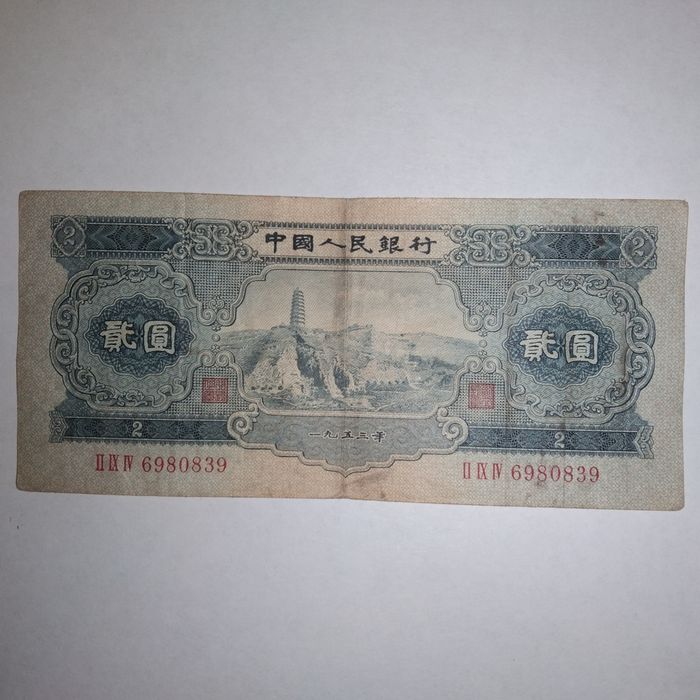 2 中國人民銀行 2
貳圓 貳圓
一九五三年
2 2
II IX IV 6980839 II IX IV 6980839